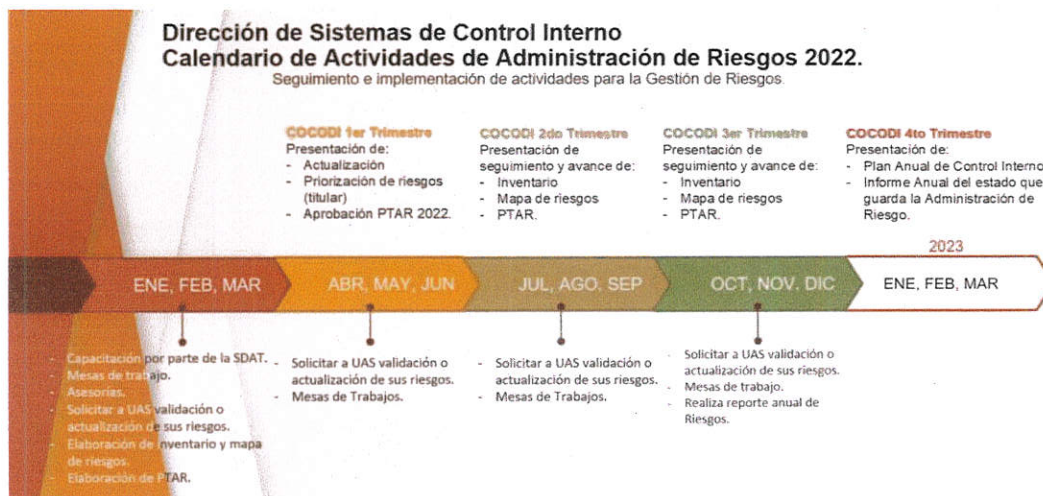 Dirección de Sistemas de Control Interno
Calendario de Actividades de Administración de Riesgos 2022.
Seguimiento e implementación de actividades para la Gestión de Riesgos
COCODI 1er Trimestre
Presentación de:
- Actualización
- Priorización de riesgos
(titular)
- Aprobación PTAR 2022.
COCODI 2do Trimestre
Presentación de
seguimiento y avance de:
- Inventario
- Mapa de riesgos
- PTAR.
COCODI 3er Trimestre
Presentación de
seguimiento y avance de:
- Inventario
- Mapa de riesgos
- PTAR.
COCODI 4to Trimestre
Presentación de:
- Plan Anual de Control Interno
- Informe Anual del estado que
guarda la Administración de
Riesgo.
2023
ENE, FEB, MAR
ABR, MAY, JUN
JUL, AGO, SEP
OCT, NOV, DIC
ENE, FEB, MAR
- Capacitación por parte de la SDAT.
- Mesas de trabajo.
- Asesorías.
- Solicitar a UAS validación o
actualización de sus riesgos.
- Elaboración de inventario y mapa
de riesgos.
- Elaboración de PTAR.
- Solicitar a UAS validación o
actualización de sus riesgos.
- Mesas de Trabajos.
- Solicitar a UAS validación o
actualización de sus riesgos.
- Mesas de Trabajos.
- Solicitar a UAS validación o
actualización de sus riesgos.
- Mesas de trabajo.
- Realiza reporte anual de
Riesgos.